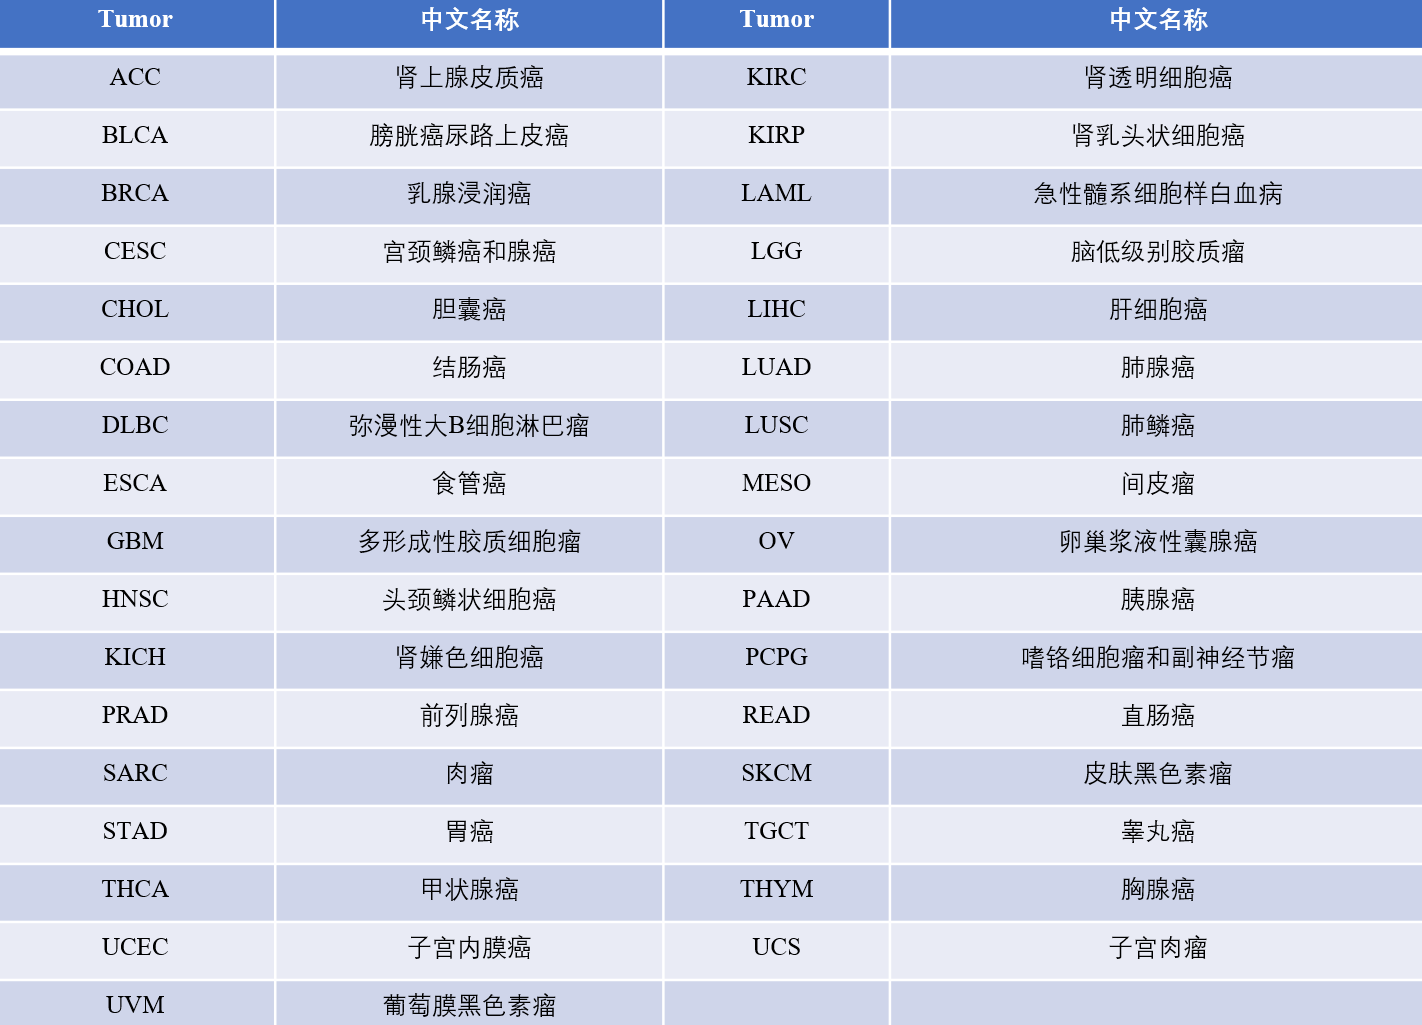 Tumor 中文名称 Tumor 中文名称
ACC 肾上腺皮质癌 KIRC 肾透明细胞癌
BLCA 膀胱癌尿路上皮癌 KIRP 肾乳头状细胞癌
BRCA 乳腺浸润癌 LAML 急性髓系细胞样白血病
CESC 宫颈鳞癌和腺癌 LGG 脑低级别胶质瘤
CHOL 胆囊癌 LIHC 肝细胞癌
COAD 结肠癌 LUAD 肺腺癌
DLBC 弥漫性大B细胞淋巴瘤 LUSC 肺鳞癌
ESCA 食管癌 MESO 间皮瘤
GBM 多形成性胶质细胞瘤 OV 卵巢浆液性囊腺癌
HNSC 头颈鳞状细胞癌 PAAD 胰腺癌
KICH 肾嫌色细胞癌 PCPG 嗜铬细胞瘤和副神经节瘤
PRAD 前列腺癌 READ 直肠癌
SARC 肉瘤 SKCM 皮肤黑色素瘤
STAD 胃癌 TGCT 睾丸癌
THCA 甲状腺癌 THYM 胸腺癌
UCEC 子宫内膜癌 UCS 子宫肉瘤
UVM 葡萄膜黑色素瘤